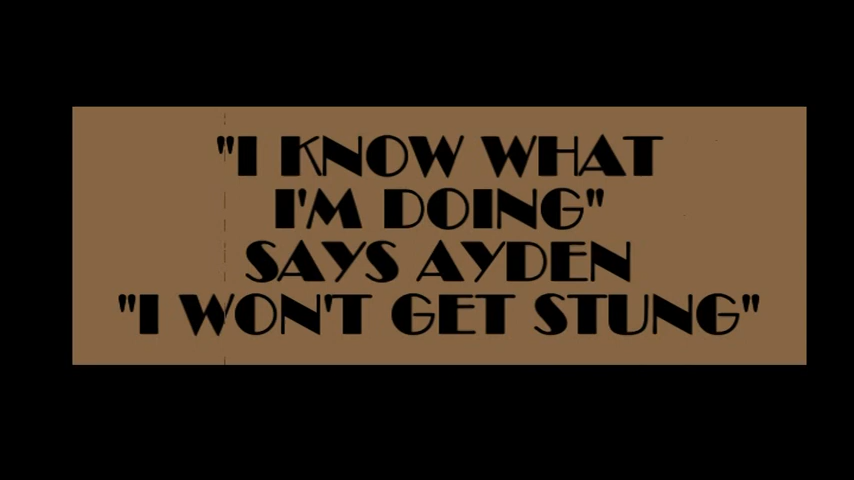 "I KNOW WHAT
I'M DOING"
SAYS AYDEN
"I WON'T GET STUNG"